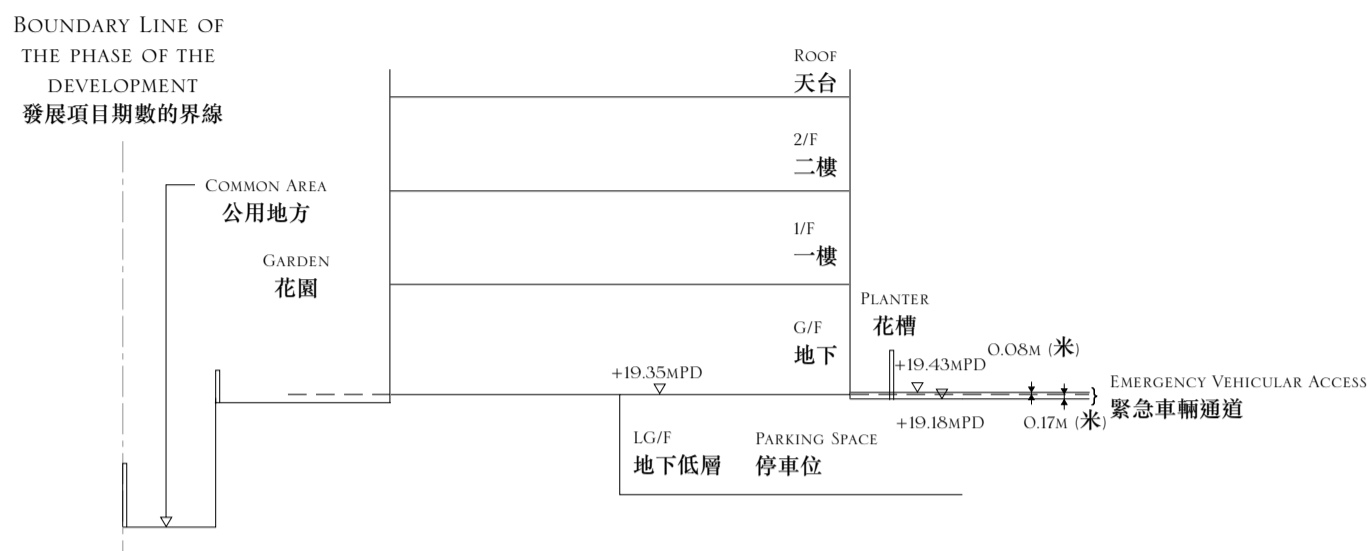 BOUNDARY LINE OF
THE PHASE OF THE
DEVELOPMENT
發展項目期數的界線
ROOF
天台
2/F
二樓
COMMON AREA
公用地方
1/F
一樓
GARDEN
花園
PLANTER
花槽
G/F
地下
0.08M (米)
+19.43MPD
+19.35MPD
EMERGENCY VEHICULAR ACCESS
緊急車輛通道
+19.18MPD
0.17M (米)
LG/F
地下低層
PARKING SPACE
停車位